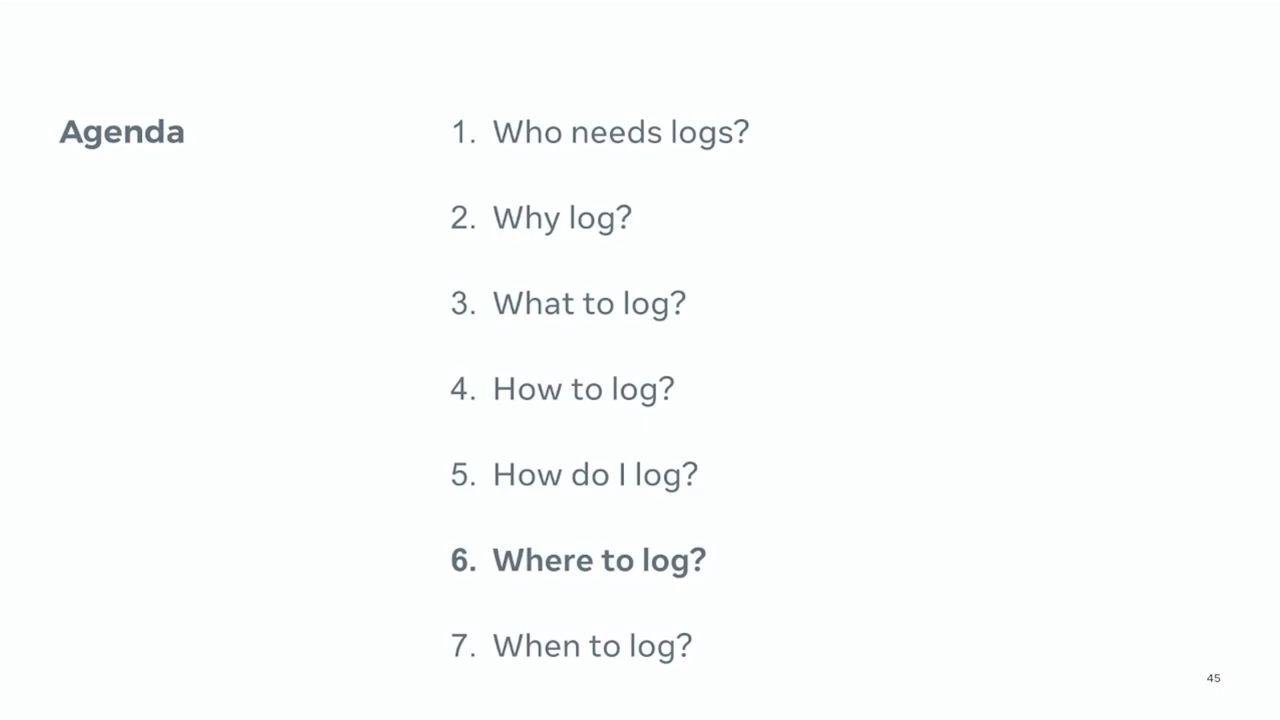 Agenda
1. Who needs logs?
2. Why log?
3. What to log?
4. How to log?
5. How do I log?
6. Where to log?
7. When to log?
45